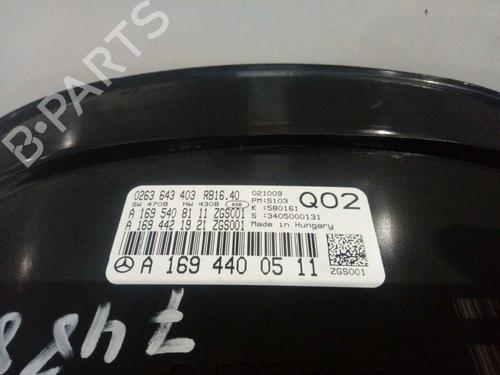 B-PARTS
0263 643 403 RB16.40
SW 4708 HW 4308
A 169 540 81 11 ZGS001
A 169 442 19 21 ZGS001
021009
PM:5103
K :580161
S :3405000131
Made in Hungary
Q02
A 169 440 05 11
ZGS001